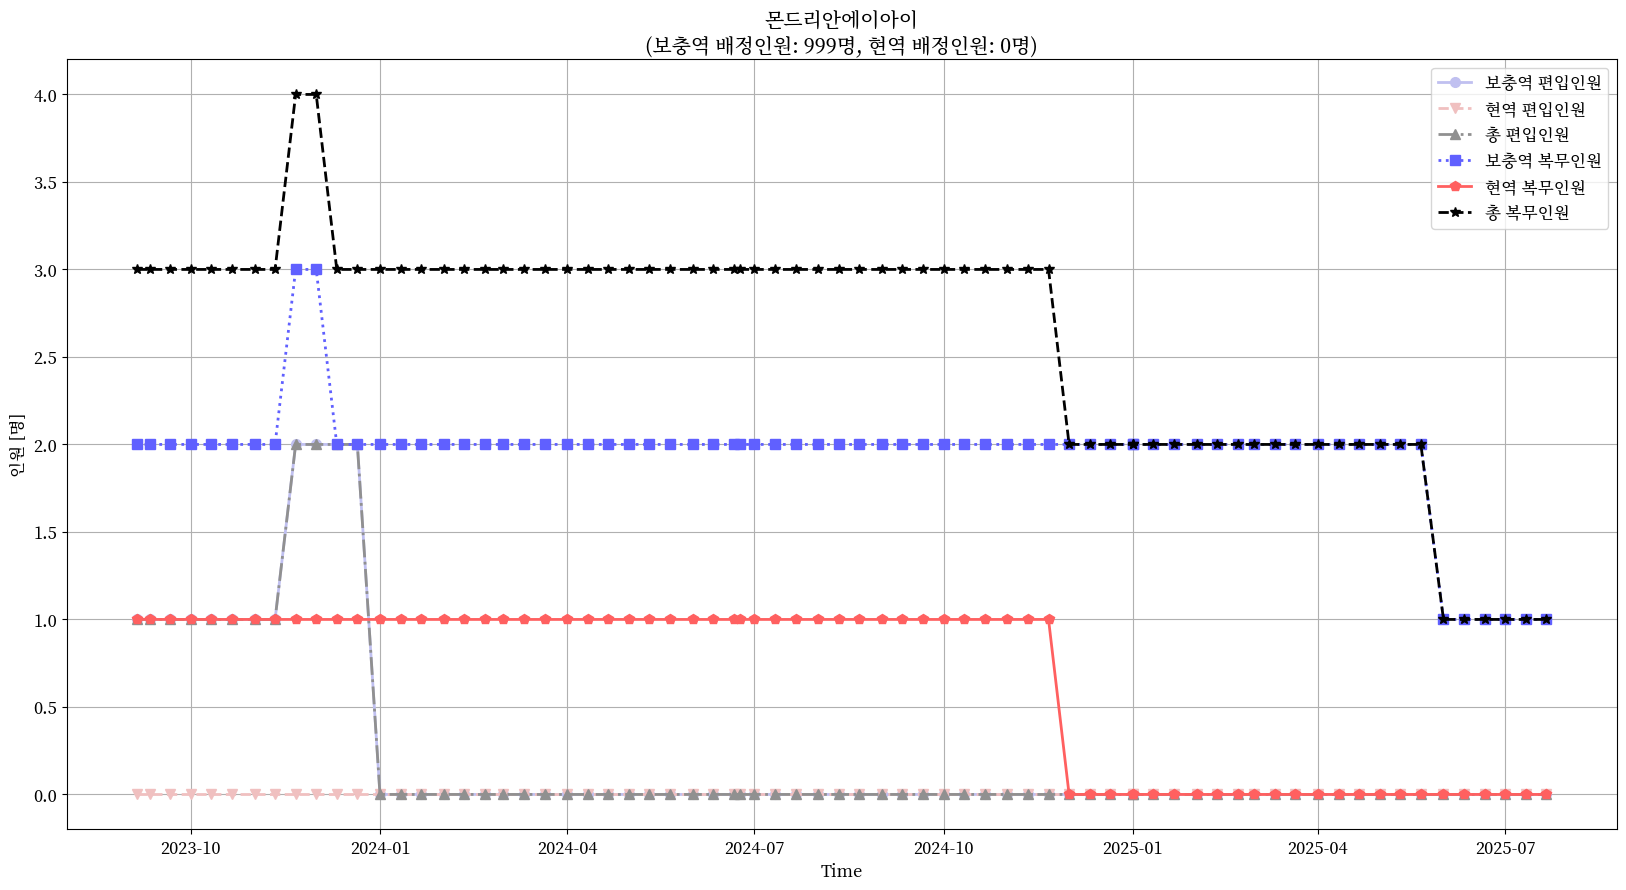 몬드리안에이아이
(보충역 배정인원: 999명, 현역 배정인원: 0명)
4.0
3.5
3.0
2.5
2.0
1.5
1.0
0.5
0.0
인원 [명]
보충역 편입인원
현역 편입인원
총 편입인원
보충역 복무인원
현역 복무인원
총 복무인원
2023-10
2024-01
2024-04
2024-07
2024-10
2025-01
2025-04
2025-07
Time